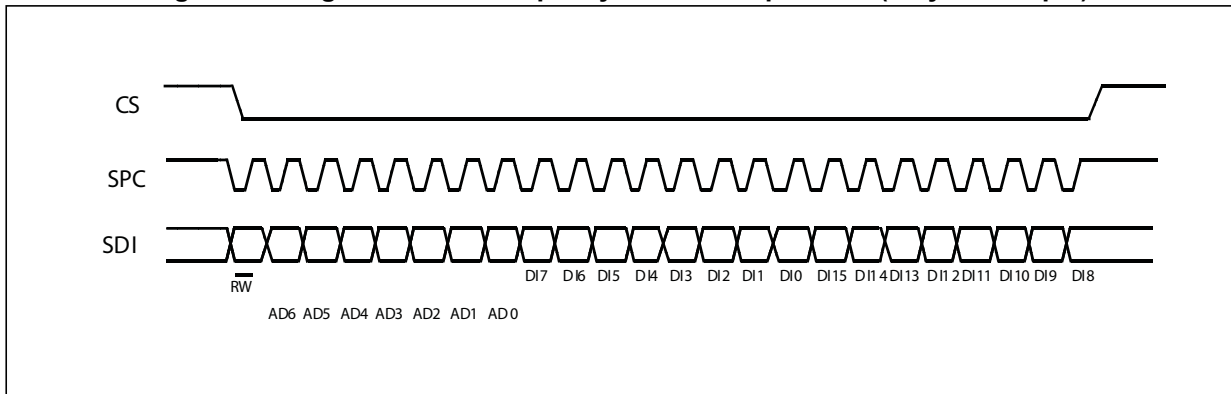 CS
SPC
SDI
RW
DI7 DI6 DI5 DI4 DI3 DI2 DI1 DI0 DI15 DI14 DI13 DI12 DI11 DI10 DI9 DI8
AD6 AD5 AD4 AD3 AD2 AD1 AD0